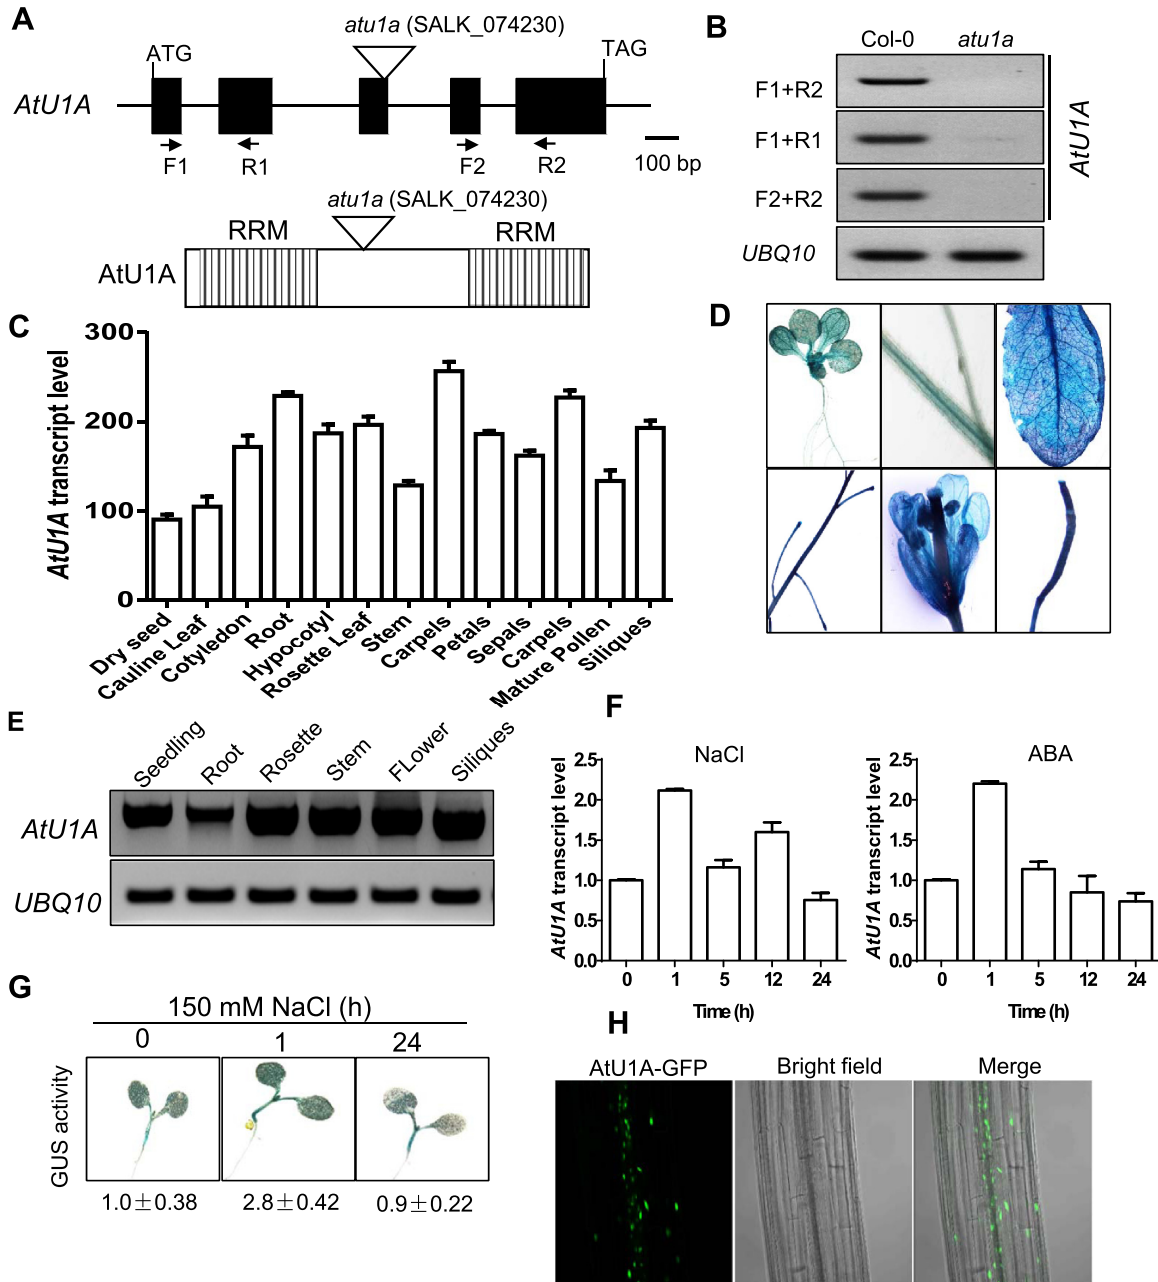 A
atu1a (SALK_074230)
ATG
TAG
AtU1A
F1
R1
F2
R2
100 bp
atu1a (SALK_074230)
RRM
RRM
AtU1A
B
Col-0
atu1a
F1+R2
F1+R1
F2+R2
UBQ10
AtU1A
C
AtU1A transcript level
300
200
100
0
Dry seed
Cauline Leaf
Cotyledon
Root
Hypocotyl
Rosette Leaf
Stem
Carpels
Petals
Sepals
Carpels
Mature Pollen
Siliques
D
E
Seedling
Root
Rosette
Stem
FLower
Siliques
AtU1A
UBQ10
F
NaCl
AtU1A transcript level
2.5
2.0
1.5
1.0
0.5
0.0
0 1 5 12 24
Time (h)
ABA
AtU1A transcript level
2.5
2.0
1.5
1.0
0.5
0.0
0 1 5 12 24
Time (h)
G
150 mM NaCl (h)
0 1 24
GUS activity
1.0±0.38 2.8±0.42 0.9±0.22
H
AtU1A-GFP
Bright field
Merge